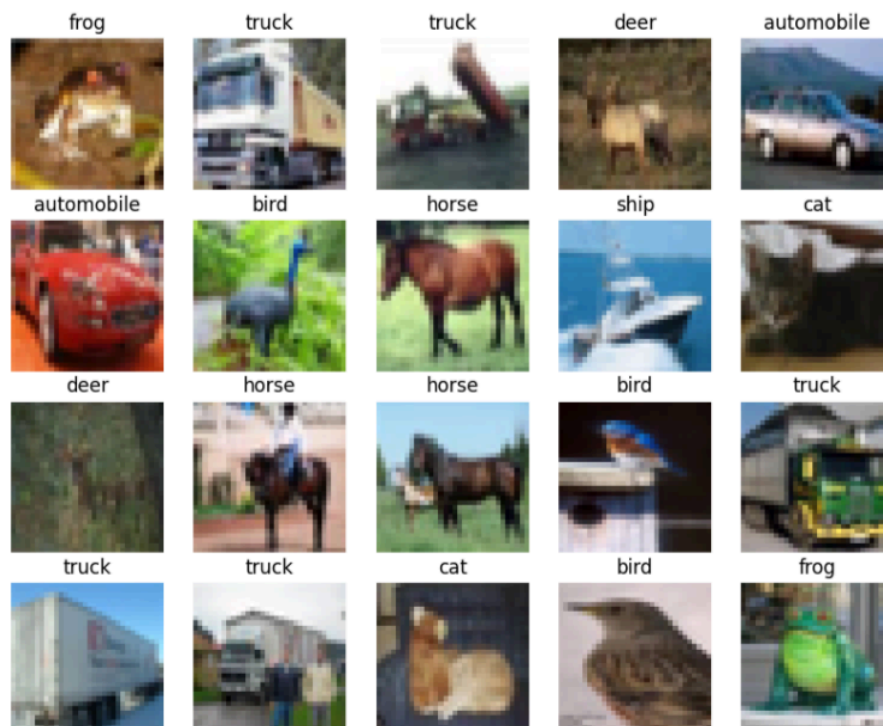 frog truck truck deer automobile
automobile bird horse ship cat
deer horse horse bird truck
truck truck cat bird frog